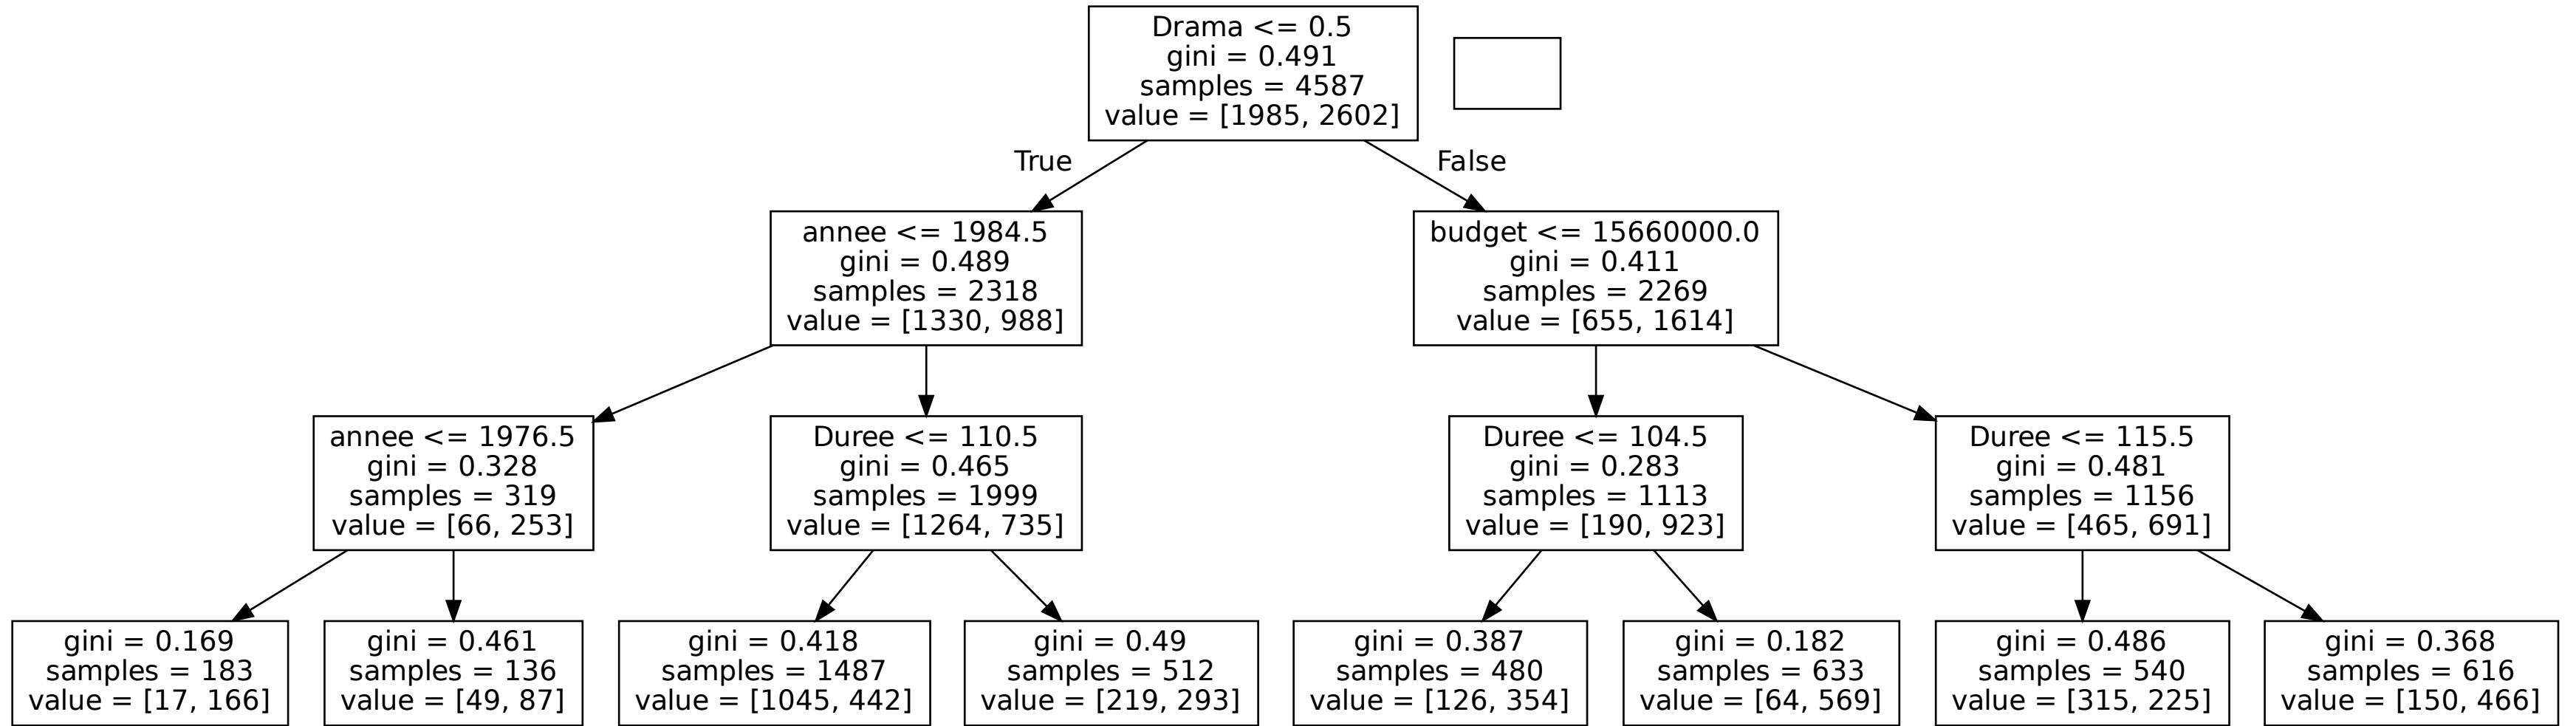 Drama <= 0.5
gini = 0.491
samples = 4587
value = [1985, 2602]
True
False
annee <= 1984.5
gini = 0.489
samples = 2318
value = [1330, 988]
budget <= 15660000.0
gini = 0.411
samples = 2269
value = [655, 1614]
annee <= 1976.5
gini = 0.328
samples = 319
value = [66, 253]
Duree <= 110.5
gini = 0.465
samples = 1999
value = [1264, 735]
Duree <= 104.5
gini = 0.283
samples = 1113
value = [190, 923]
Duree <= 115.5
gini = 0.481
samples = 1156
value = [465, 691]
gini = 0.169
samples = 183
value = [17, 166]
gini = 0.461
samples = 136
value = [49, 87]
gini = 0.418
samples = 1487
value = [1045, 442]
gini = 0.49
samples = 512
value = [219, 293]
gini = 0.387
samples = 480
value = [126, 354]
gini = 0.182
samples = 633
value = [64, 569]
gini = 0.486
samples = 540
value = [315, 225]
gini = 0.368
samples = 616
value = [150, 466]